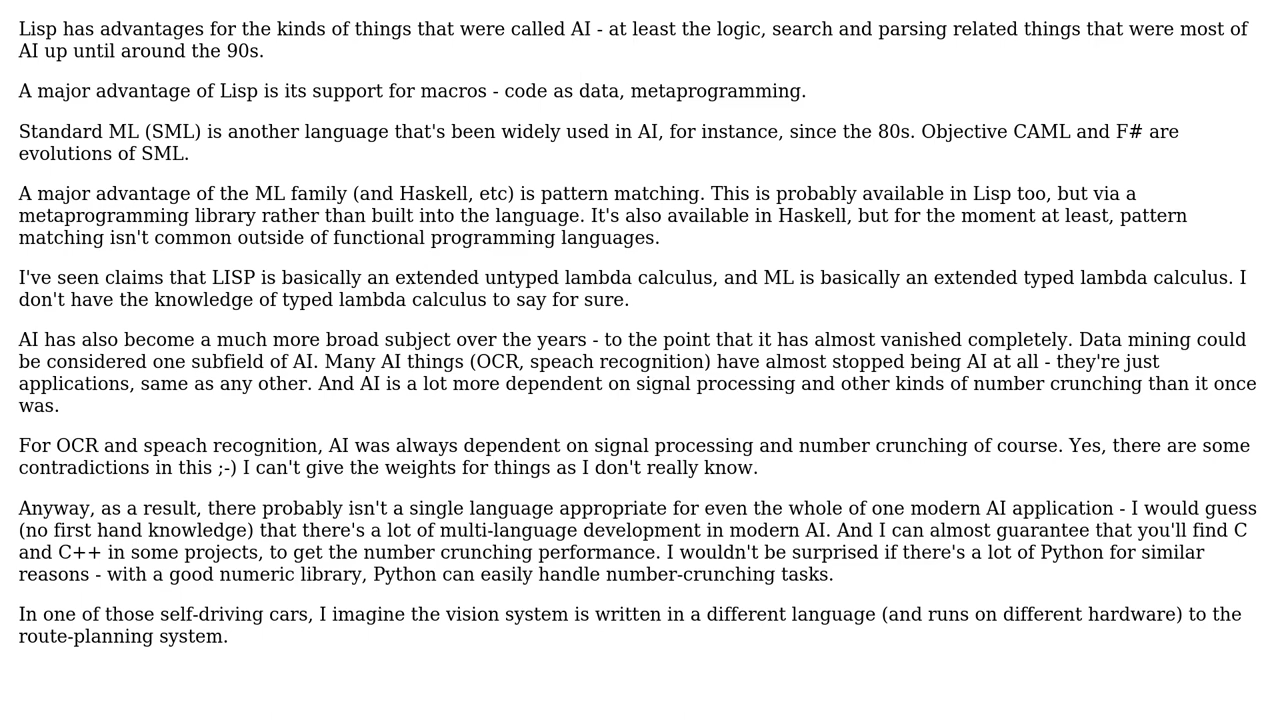 Lisp has advantages for the kinds of things that were called AI - at least the logic, search and parsing related things that were most of
AI up until around the 90s.
A major advantage of Lisp is its support for macros - code as data, metaprogramming.
Standard ML (SML) is another language that's been widely used in AI, for instance, since the 80s. Objective CAML and F# are
evolutions of SML.
A major advantage of the ML family (and Haskell, etc) is pattern matching. This is probably available in Lisp too, but via a
metaprogramming library rather than built into the language. It's also available in Haskell, but for the moment at least, pattern
matching isn't common outside of functional programming languages.
I've seen claims that LISP is basically an extended untyped lambda calculus, and ML is basically an extended typed lambda calculus. I
don't have the knowledge of typed lambda calculus to say for sure.
AI has also become a much more broad subject over the years - to the point that it has almost vanished completely. Data mining could
be considered one subfield of AI. Many AI things (OCR, speach recognition) have almost stopped being AI at all - they're just
applications, same as any other. And AI is a lot more dependent on signal processing and other kinds of number crunching than it once
was.
For OCR and speach recognition, AI was always dependent on signal processing and number crunching of course. Yes, there are some
contradictions in this ;-) I can't give the weights for things as I don't really know.
Anyway, as a result, there probably isn't a single language appropriate for even the whole of one modern AI application - I would guess
(no first hand knowledge) that there's a lot of multi-language development in modern AI. And I can almost guarantee that you'll find C
and C++ in some projects, to get the number crunching performance. I wouldn't be surprised if there's a lot of Python for similar
reasons - with a good numeric library, Python can easily handle number-crunching tasks.
In one of those self-driving cars, I imagine the vision system is written in a different language (and runs on different hardware) to the
route-planning system.